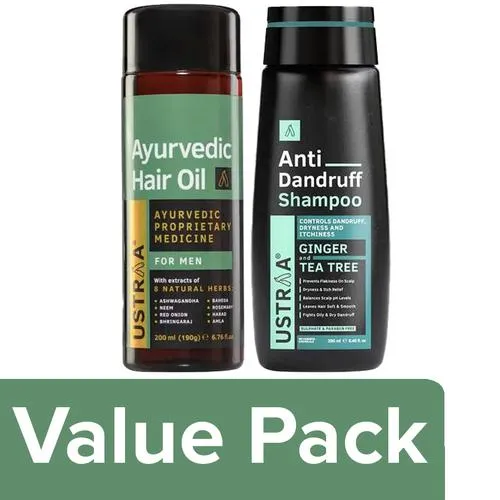 Ayurvedic
Hair Oil
AYURVEDIC
PROPRIETARY
MEDICINE
FOR MEN
With extracts of
8 NATURAL HERBS:
• ASHWAGANDHA
• NEEM
• RED ONION
• BHRINGARAJ
• BAHEDA
• ROSEMARY
• HARAD
• AMLA
200 ml (190g) e 6.76 fl.
USTRAA
Anti
Dandruff
Shampoo
CONTROLS DANDRUFF,
DRYNESS AND
ITCHINESS
GINGER
and
TEA TREE
Prevents Flakiness On Scalp
Dryness & Itch Relief
Balances Scalp pH Levels
Leaves Hair Soft & Smooth
Fights Oily & Dry Dandruff
SULPHATE & PARABEN FREE
USTRAA
Value Pack